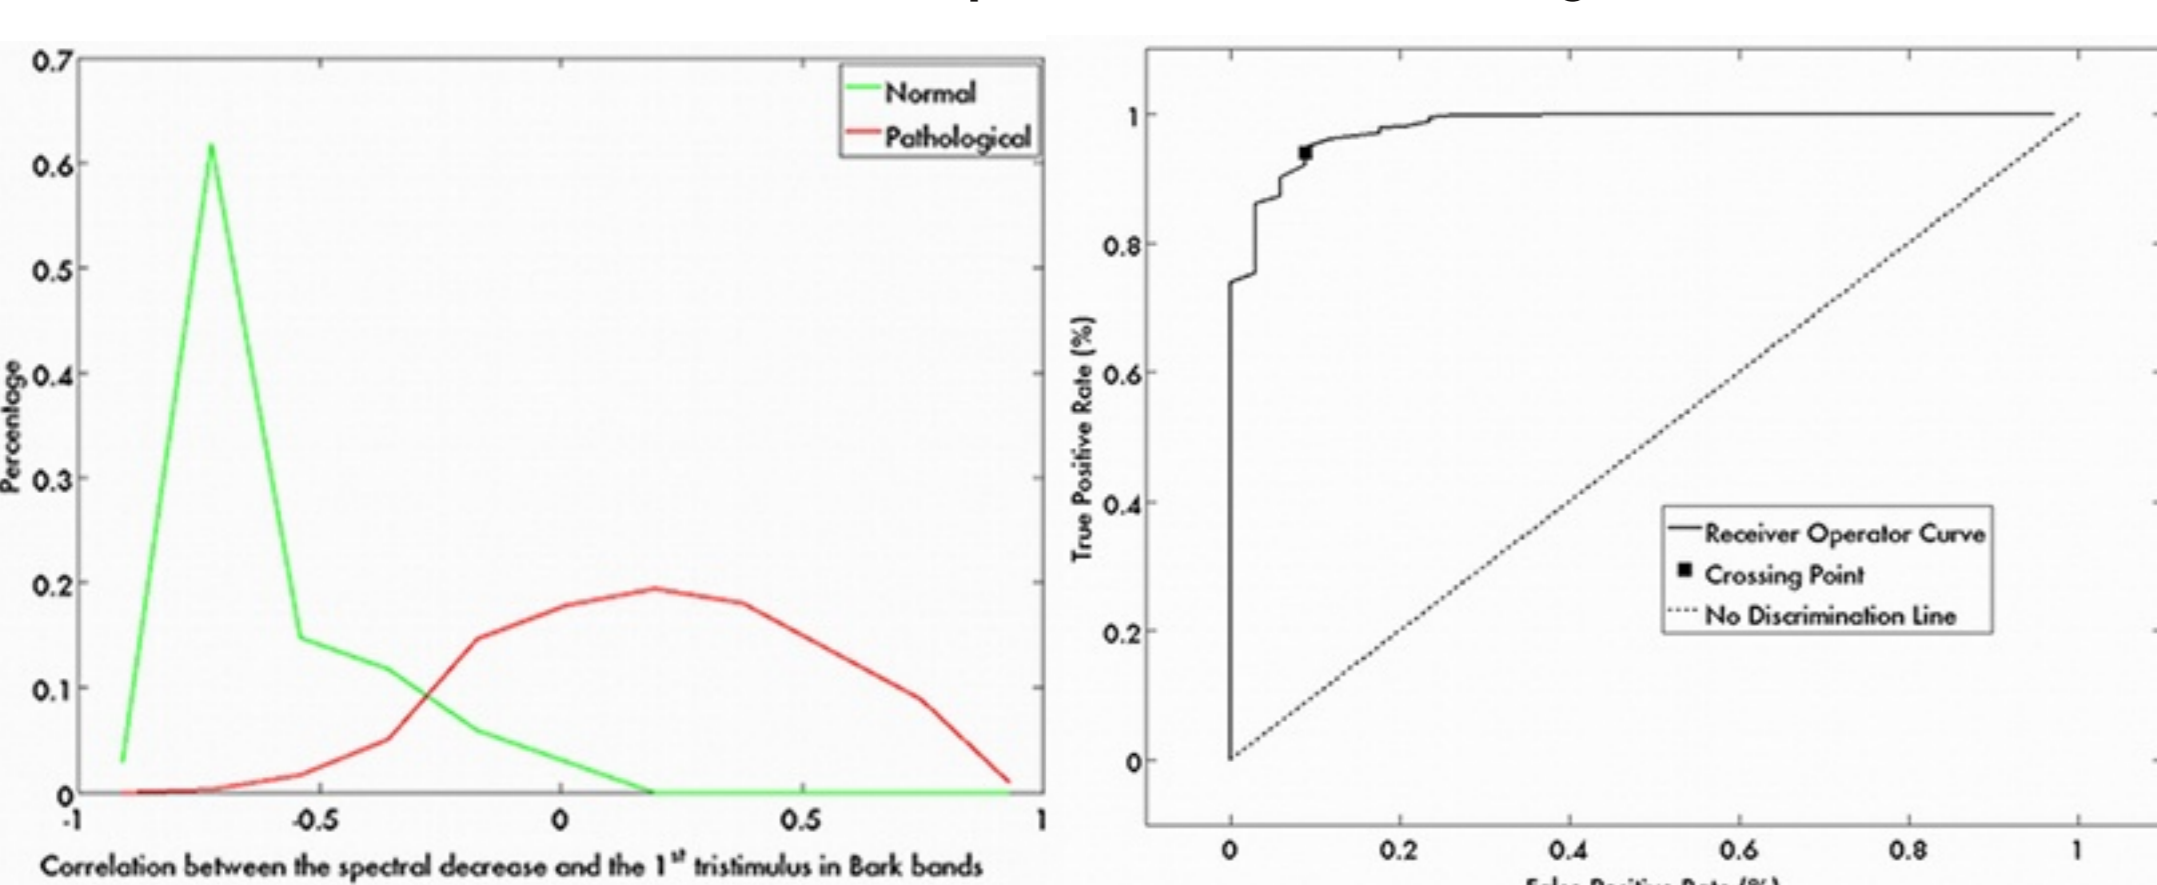 0.7
0.6
0.5
0.4
0.3
0.2
0.1
0
Percentage
Normal
Pathological
-1
-0.5
0
0.5
1
Correlation between the spectral decrease and the 1st tristimulus in Bark bands
1
0.8
0.6
0.4
0.2
0
True Positive Rate (%)
Receiver Operator Curve
Crossing Point
No Discrimination Line
0
0.2
0.4
0.6
0.8
1
False Positive Rate (%)